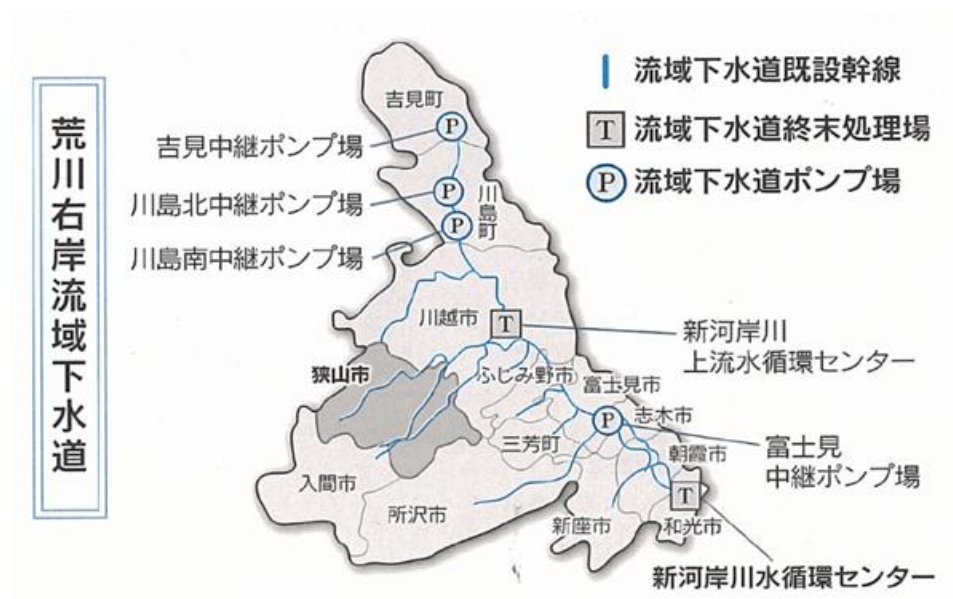 荒川右岸流域下水道
流域下水道既設幹線
T 流域下水道終末処理場
P 流域下水道ポンプ場
吉見町
P
吉見中継ポンプ場
P
川島北中継ポンプ場
川島町
P
川島南中継ポンプ場
川越市
T
新河岸川
上流水循環センター
狭山市
ふじみ野市
富士見市
P
志木市
三芳町
富士見
中継ポンプ場
朝霞市
入間市
T
所沢市
新座市
和光市
新河岸川水循環センター